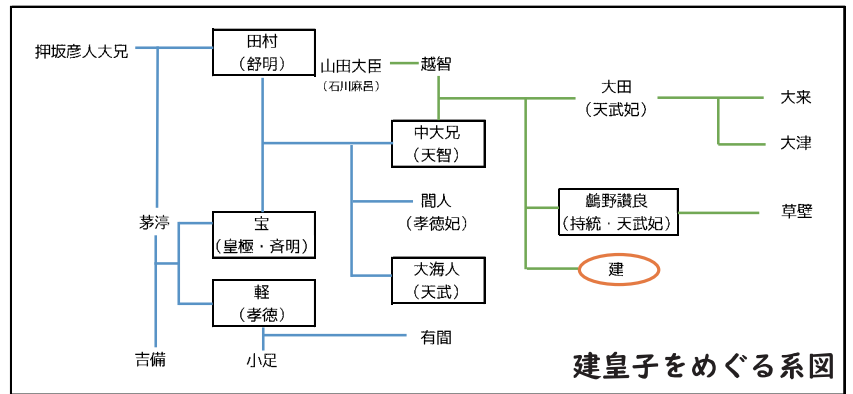 押坂彦人大兄
田村
（舒明）
山田大臣
（石川麻呂）
越智
大田
（天武妃）
大来
大津
中大兄
（天智）
間人
（孝徳妃）
鸕野讃良
（持統・天武妃）
草壁
茅渟
宝
（皇極・斉明）
大海人
（天武）
建
軽
（孝徳）
有間
吉備
小足
建皇子をめぐる系図